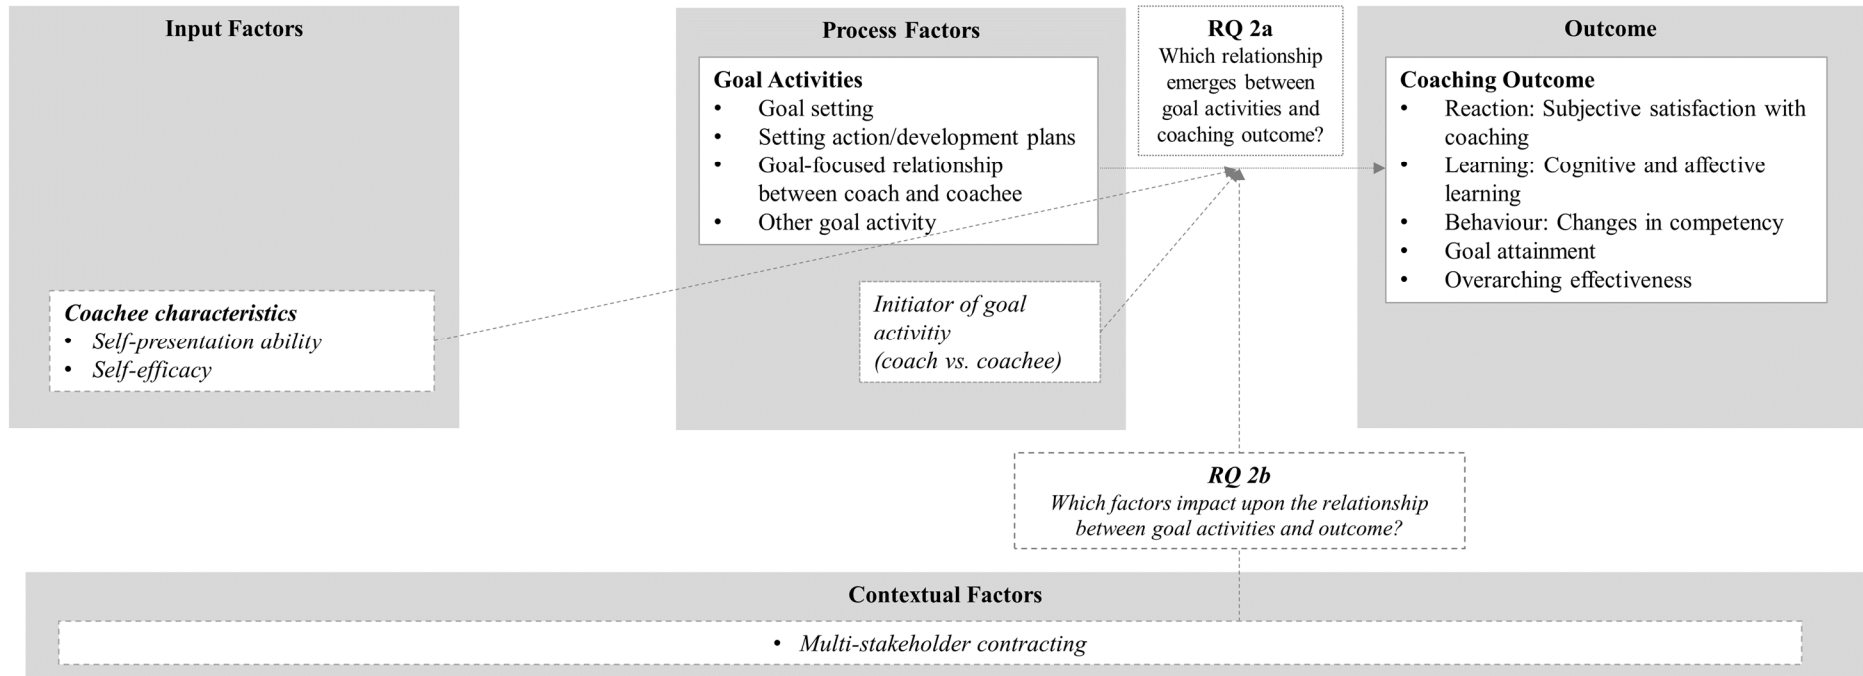 Input Factors
Coachee characteristics
• Self-presentation ability
• Self-efficacy
Process Factors
Goal Activities
• Goal setting
• Setting action/development plans
• Goal-focused relationship
between coach and coachee
• Other goal activity
Initiator of goal
activitiy
(coach vs. coachee)
RQ 2a
Which relationship
emerges between
goal activities and
coaching outcome?
Outcome
Coaching Outcome
• Reaction: Subjective satisfaction with
coaching
• Learning: Cognitive and affective
learning
• Behaviour: Changes in competency
• Goal attainment
• Overarching effectiveness
RQ 2b
Which factors impact upon the relationship
between goal activities and outcome?
Contextual Factors
• Multi-stakeholder contracting